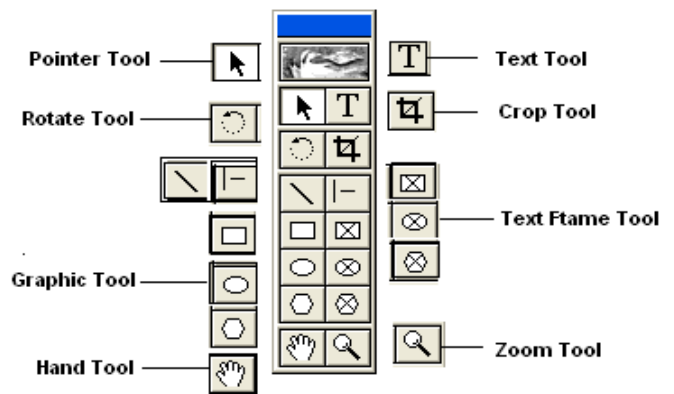 Pointer Tool
T
Text Tool
T
Rotate Tool
Crop Tool
Text Ftame Tool
Graphic Tool
Hand Tool
Zoom Tool